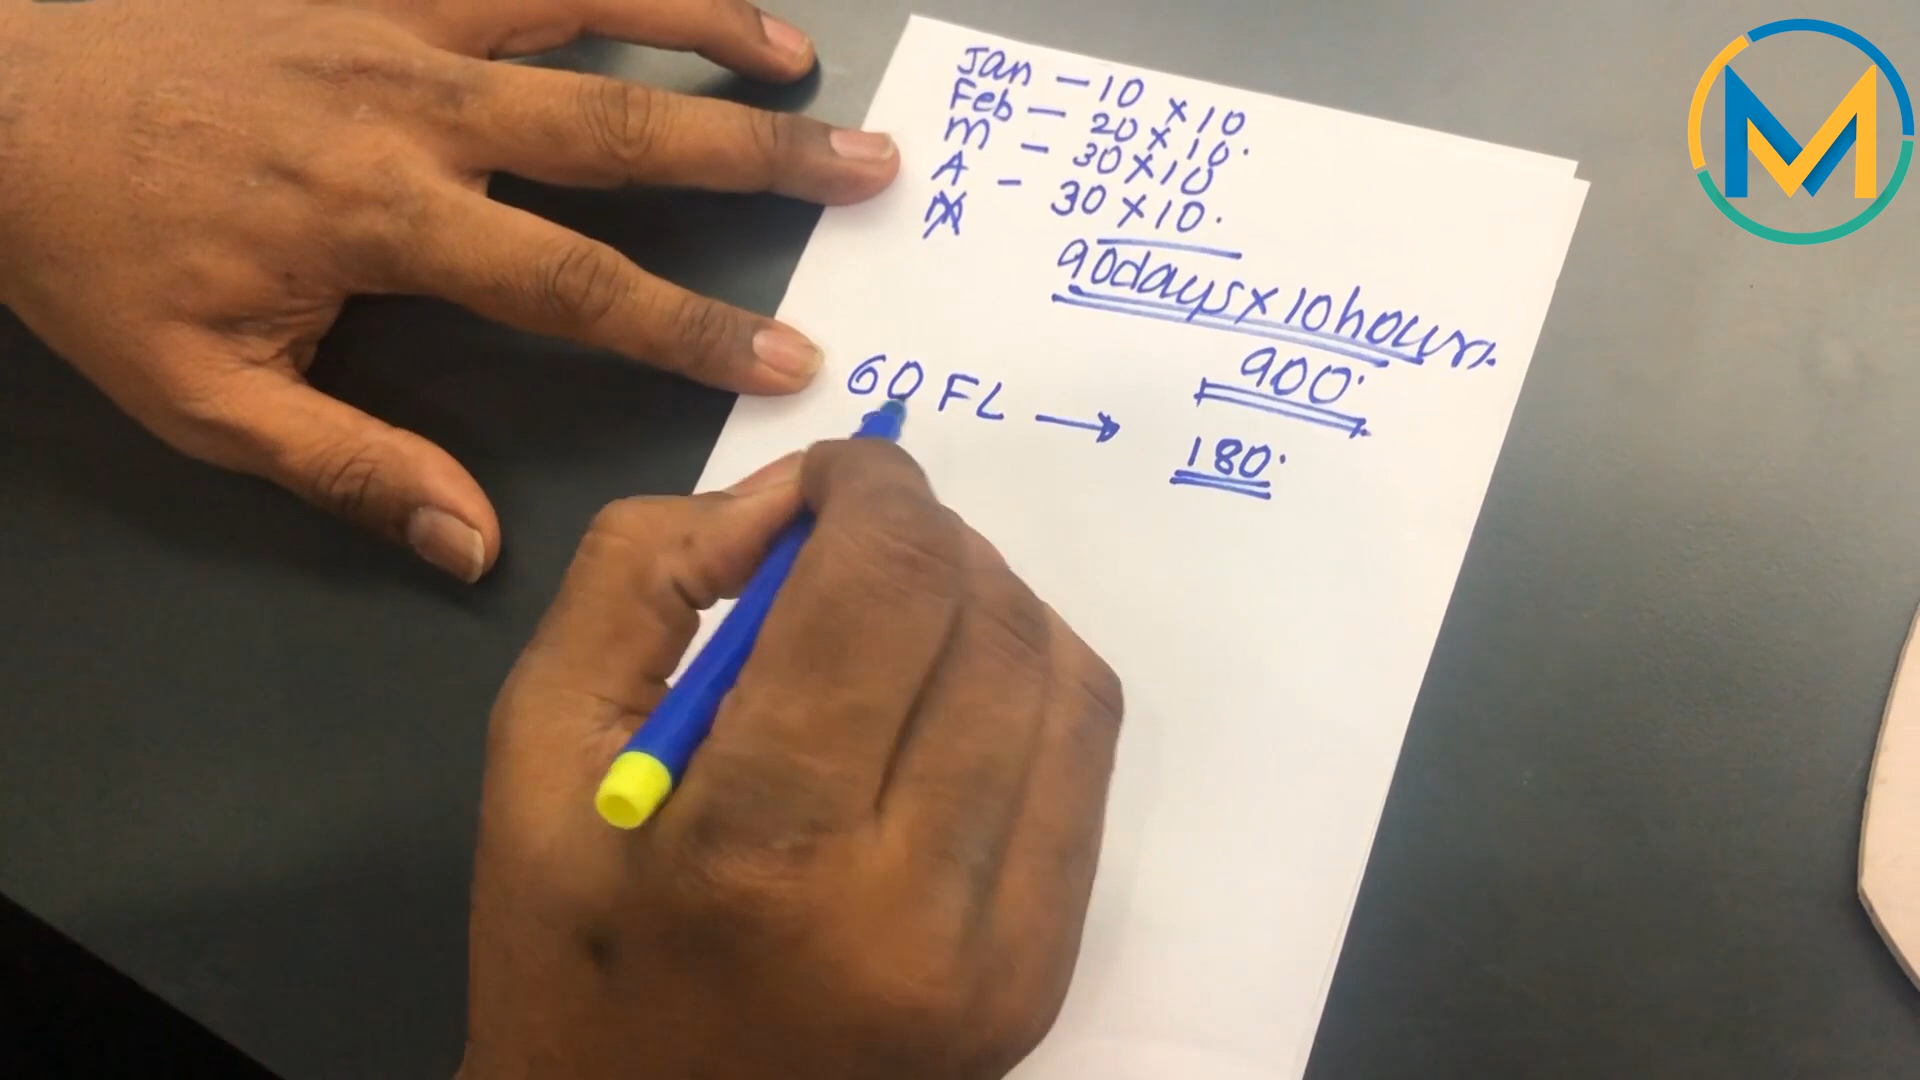 Jan – 10 × 10
Feb – 20 × 10.
M – 30 × 10
A – 30 × 10.
M
90days × 10hours.
900.
60 FL → 180.
M